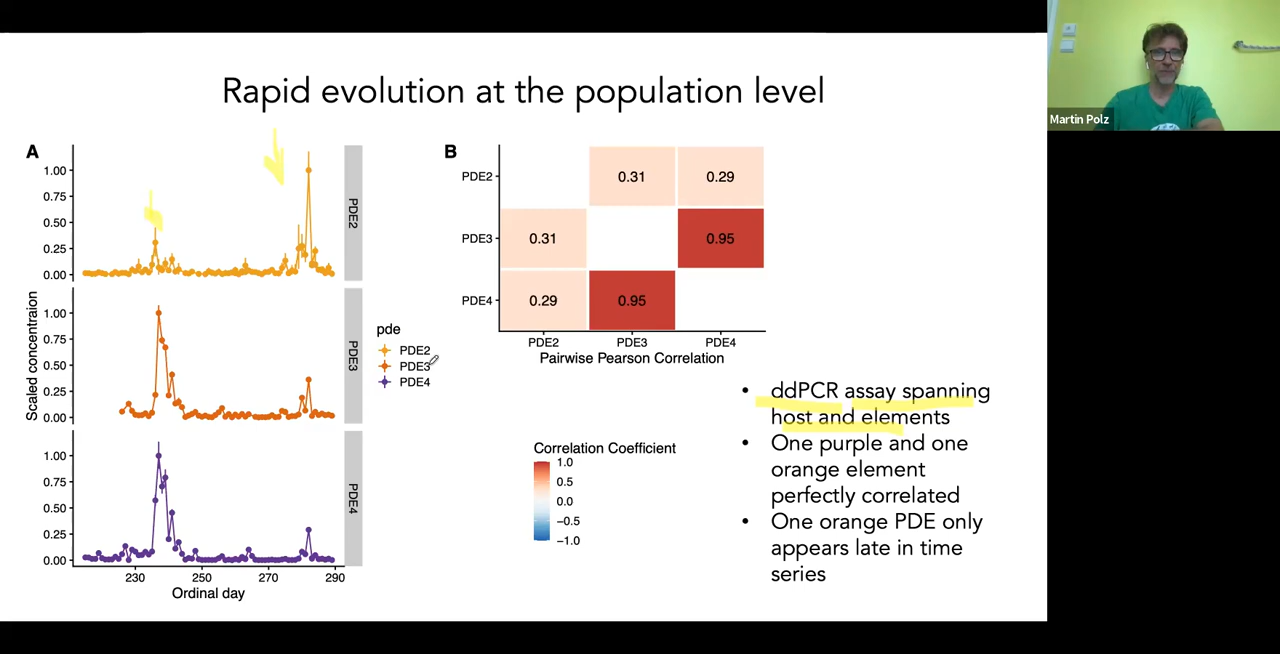 Rapid evolution at the population level
Martin Polz
A
Scaled concentraion
1.00
0.75
0.50
0.25
0.00
PDE2
1.00
0.75
0.50
0.25
0.00
PDE3
1.00
0.75
0.50
0.25
0.00
PDE4
230 250 270 290
Ordinal day
pde
PDE2
PDE3
PDE4
B
PDE2 0.31 0.29
PDE3 0.31 0.95
PDE4 0.29 0.95
PDE2 PDE3 PDE4
Pairwise Pearson Correlation
Correlation Coefficient
1.0
0.5
0.0
−0.5
−1.0
• ddPCR assay spanning
host and elements
• One purple and one
orange element
perfectly correlated
• One orange PDE only
appears late in time
series